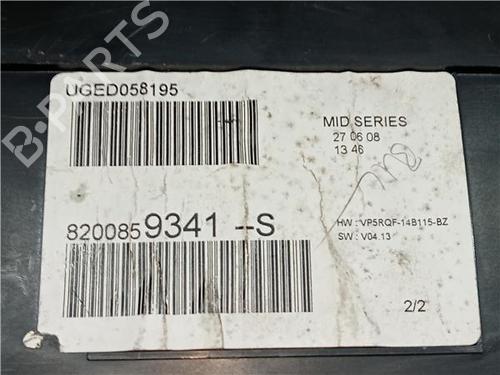 UGED058195
MID SERIES
27 06 08
13 46
8200859341 --S
HW : VP5RQF-14B115-BZ
SW : V04.13
2/2
B-PARTS